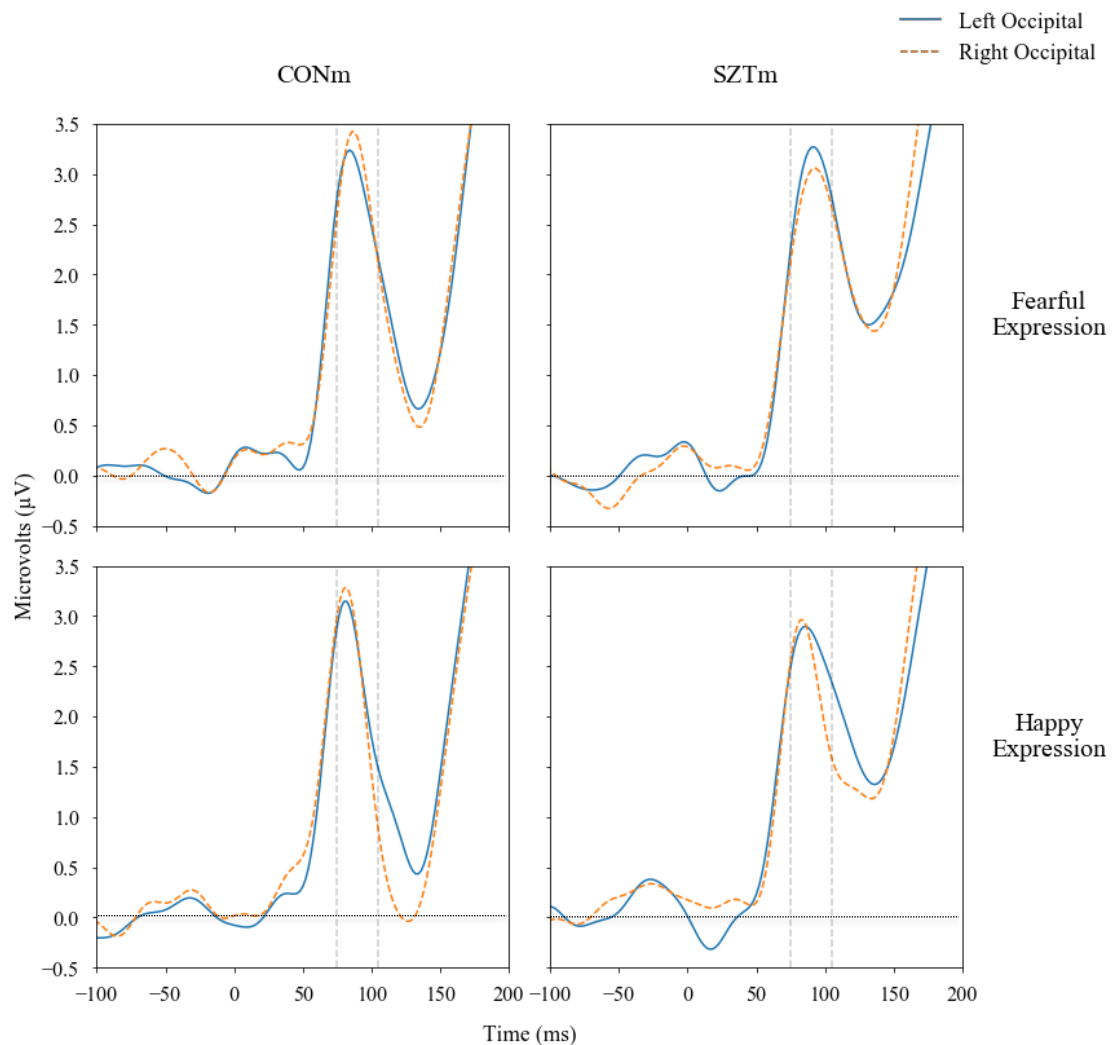 Left Occipital
Right Occipital
CONm
SZTm
3.5
3.0
2.5
2.0
1.5
1.0
0.5
0.0
−0.5
Fearful
Expression
3.5
3.0
2.5
2.0
1.5
1.0
0.5
0.0
−0.5
Happy
Expression
Microvolts (μV)
−100 −50 0 50 100 150 200
−100 −50 0 50 100 150 200
Time (ms)